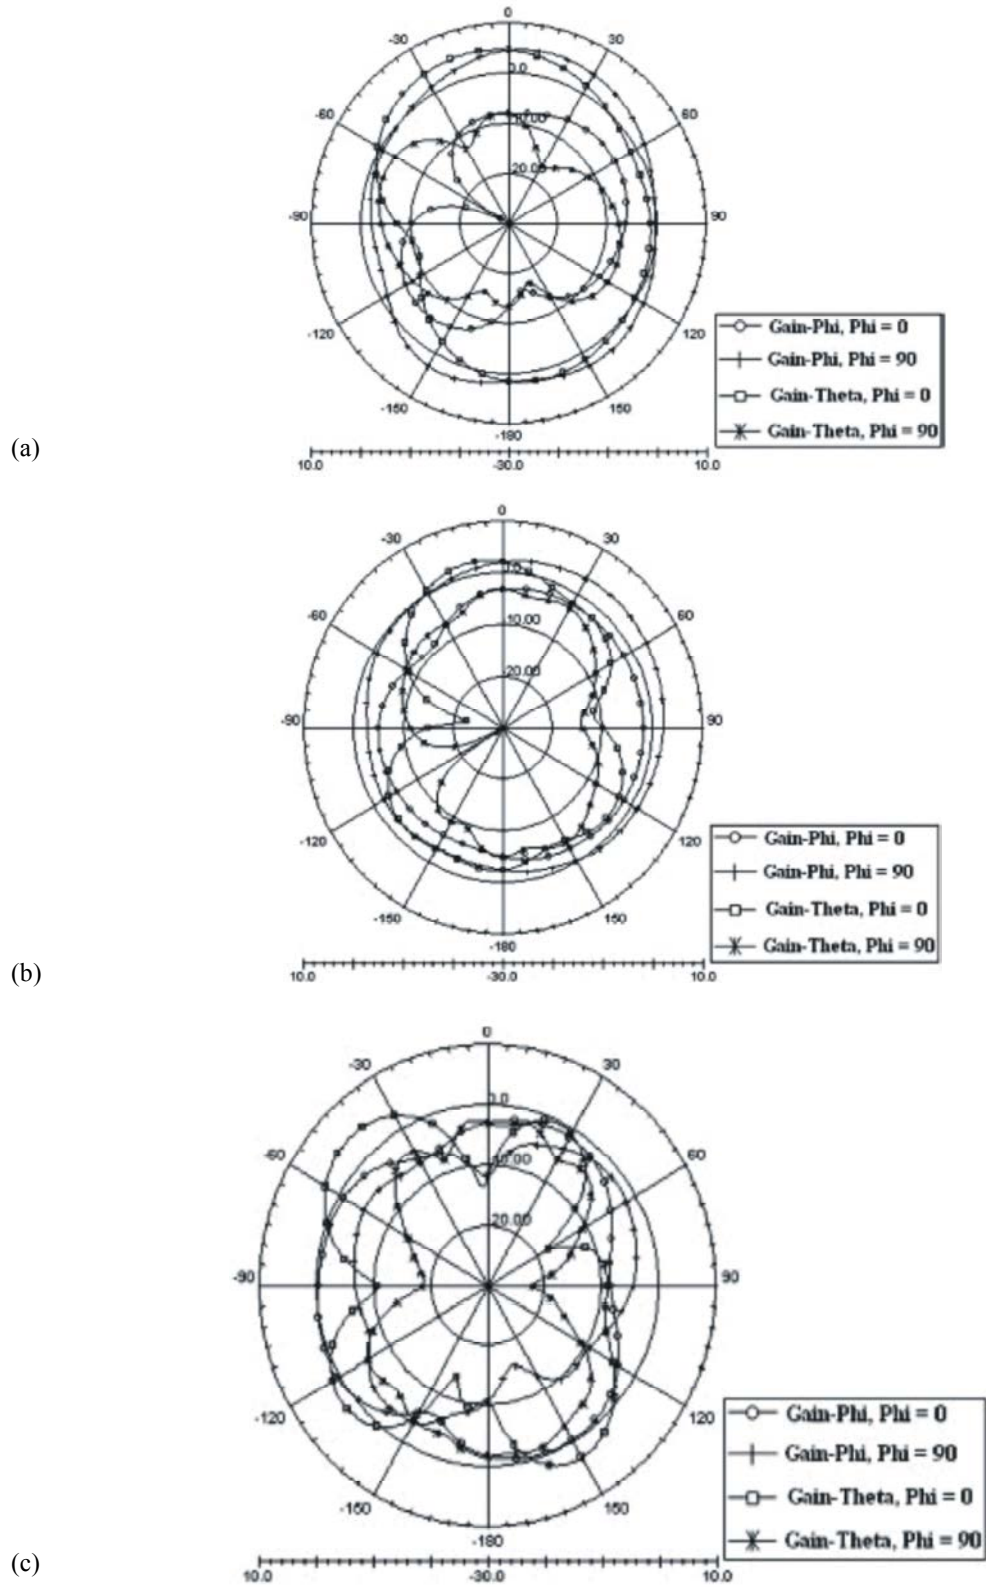 0
-30
30
0.0
-60
60
-10.00
-20.00
-90
90
-120
120
-150
150
-180
10.0 -30.0 10.0
Gain-Phi, Phi = 0
Gain-Phi, Phi = 90
Gain-Theta, Phi = 0
Gain-Theta, Phi = 90
(a)
0
-30
30
-60
60
-10.00
-20.00
-90
90
-120
120
-150
150
-180
10.0 -30.0 10.0
Gain-Phi, Phi = 0
Gain-Phi, Phi = 90
Gain-Theta, Phi = 0
Gain-Theta, Phi = 90
(b)
0
-30
30
0.0
-60
60
-10.00
-20.00
-90
90
-120
120
-150
150
-180
10.0 -30.0 10.0
Gain-Phi, Phi = 0
Gain-Phi, Phi = 90
Gain-Theta, Phi = 0
Gain-Theta, Phi = 90
(c)